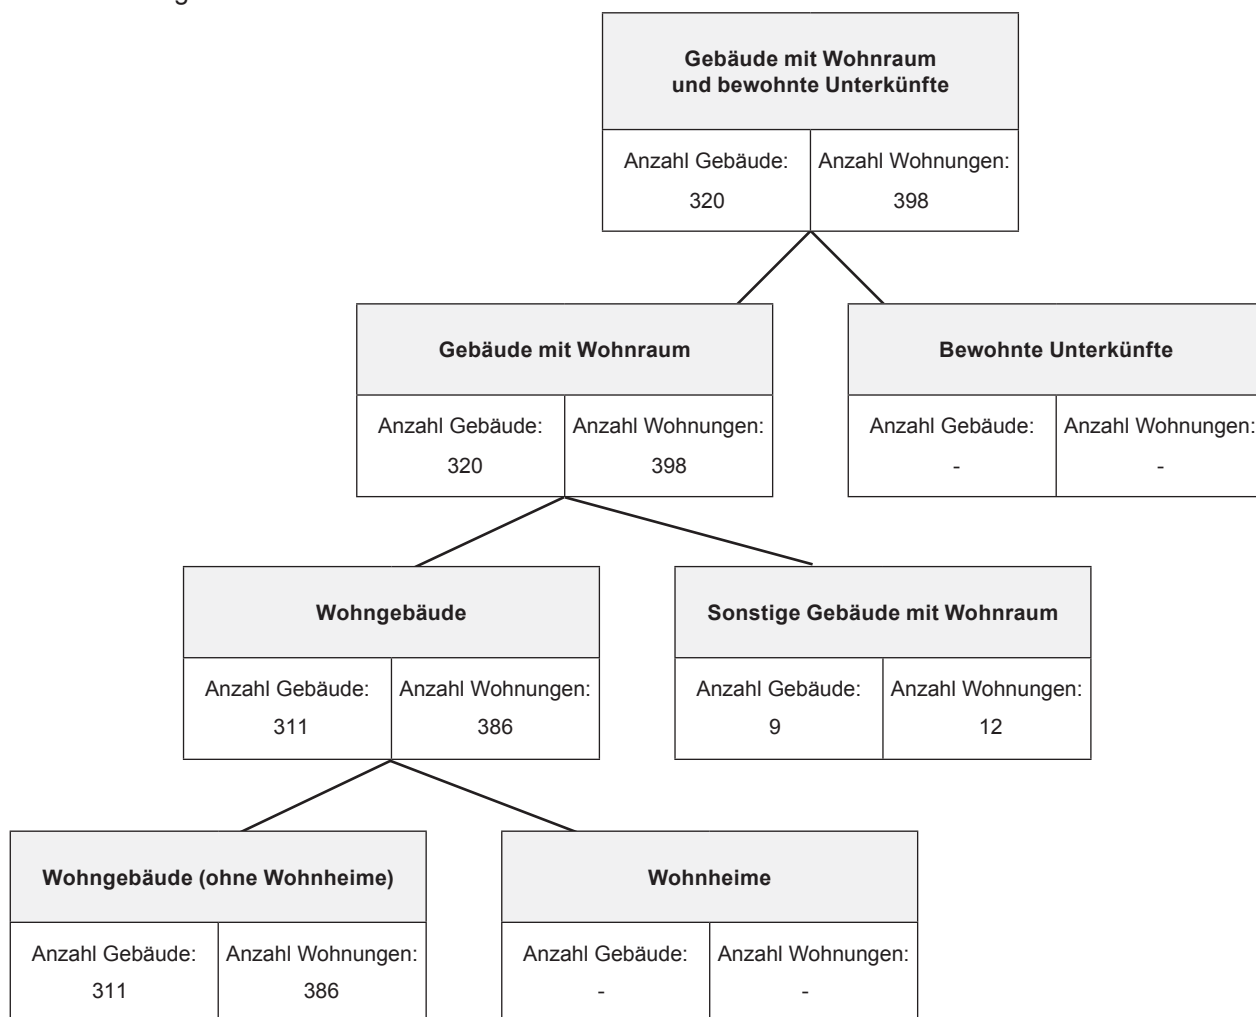 Gebäude mit Wohnraum
und bewohnte Unterkünfte
Anzahl Gebäude: Anzahl Wohnungen:
320 398
Gebäude mit Wohnraum Bewohnte Unterkünfte
Anzahl Gebäude: Anzahl Wohnungen: Anzahl Gebäude: Anzahl Wohnungen:
320 398 - -
Wohngebäude Sonstige Gebäude mit Wohnraum
Anzahl Gebäude: Anzahl Wohnungen: Anzahl Gebäude: Anzahl Wohnungen:
311 386 9 12
Wohngebäude (ohne Wohnheime) Wohnheime
Anzahl Gebäude: Anzahl Wohnungen: Anzahl Gebäude: Anzahl Wohnungen:
311 386 - -